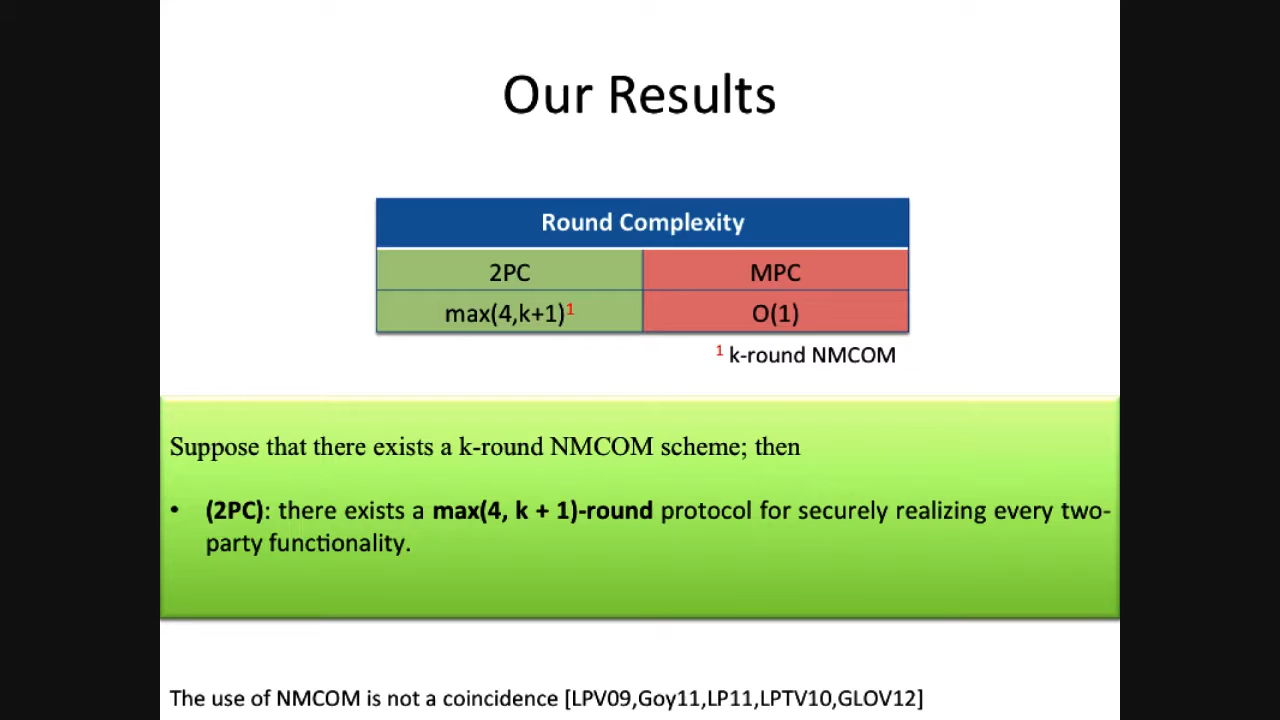 Our Results
Round Complexity
2PC MPC
max(4,k+1)¹ O(1)
¹ k-round NMCOM
Suppose that there exists a k-round NMCOM scheme; then
• (2PC): there exists a max(4, k + 1)-round protocol for securely realizing every two-
party functionality.
The use of NMCOM is not a coincidence [LPV09,Goy11,LP11,LPTV10,GLOV12]